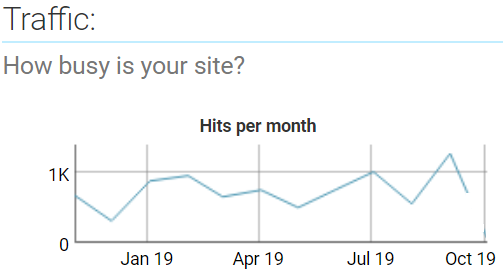 Traffic:
How busy is your site?
Hits per month
1K
0
Jan 19 Apr 19 Jul 19 Oct 19